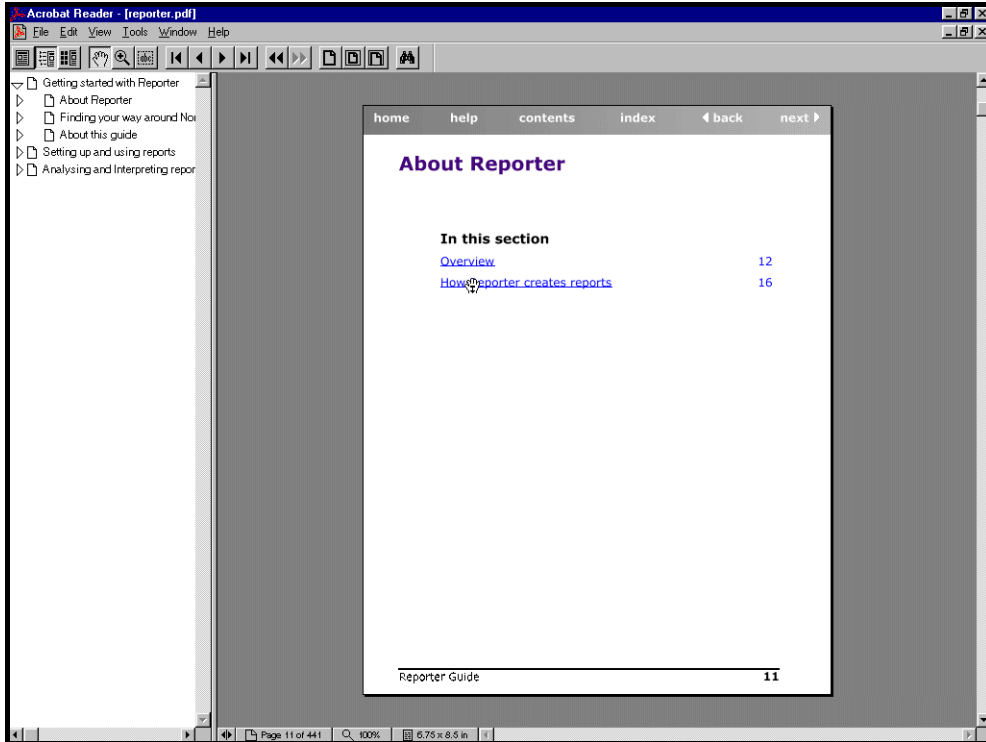 Acrobat Reader - [reporter.pdf]
File Edit View Tools Window Help
Getting started with Reporter
About Reporter
Finding your way around Nor
About this guide
Setting up and using reports
Analysing and Interpreting repor
home help contents index back next
About Reporter
In this section
Overview 12
How Reporter creates reports 16
Reporter Guide 11
Page 11 of 441 100% 6.75 x 8.5 in